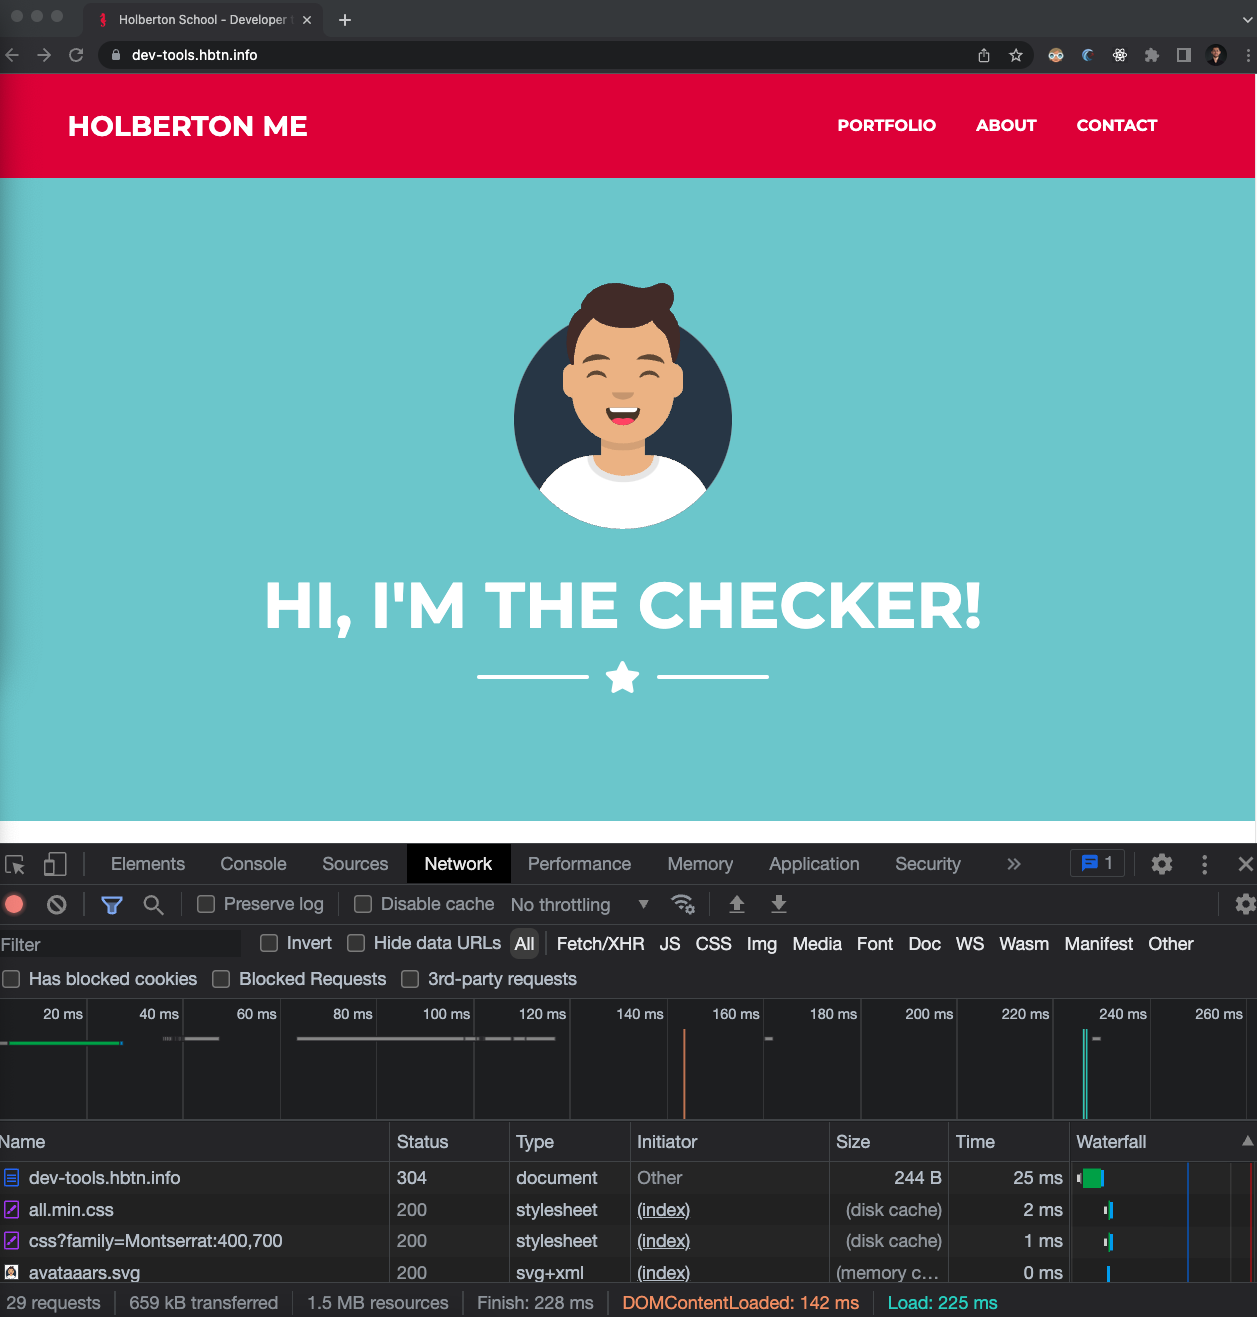 Holberton School - Developer
dev-tools.hbtn.info
HOLBERTON ME
PORTFOLIO ABOUT CONTACT
HI, I'M THE CHECKER!
Elements Console Sources Network Performance Memory Application Security 1
Preserve log Disable cache No throttling
Filter Invert Hide data URLs All Fetch/XHR JS CSS Img Media Font Doc WS Wasm Manifest Other
Has blocked cookies Blocked Requests 3rd-party requests
20 ms 40 ms 60 ms 80 ms 100 ms 120 ms 140 ms 160 ms 180 ms 200 ms 220 ms 240 ms 260 ms
Name Status Type Initiator Size Time Waterfall
dev-tools.hbtn.info 304 document Other 244 B 25 ms
all.min.css 200 stylesheet (index) (disk cache) 2 ms
css?family=Montserrat:400,700 200 stylesheet (index) (disk cache) 1 ms
avataaars.svg 200 svg+xml (index) (memory c... 0 ms
29 requests 659 kB transferred 1.5 MB resources Finish: 228 ms DOMContentLoaded: 142 ms Load: 225 ms